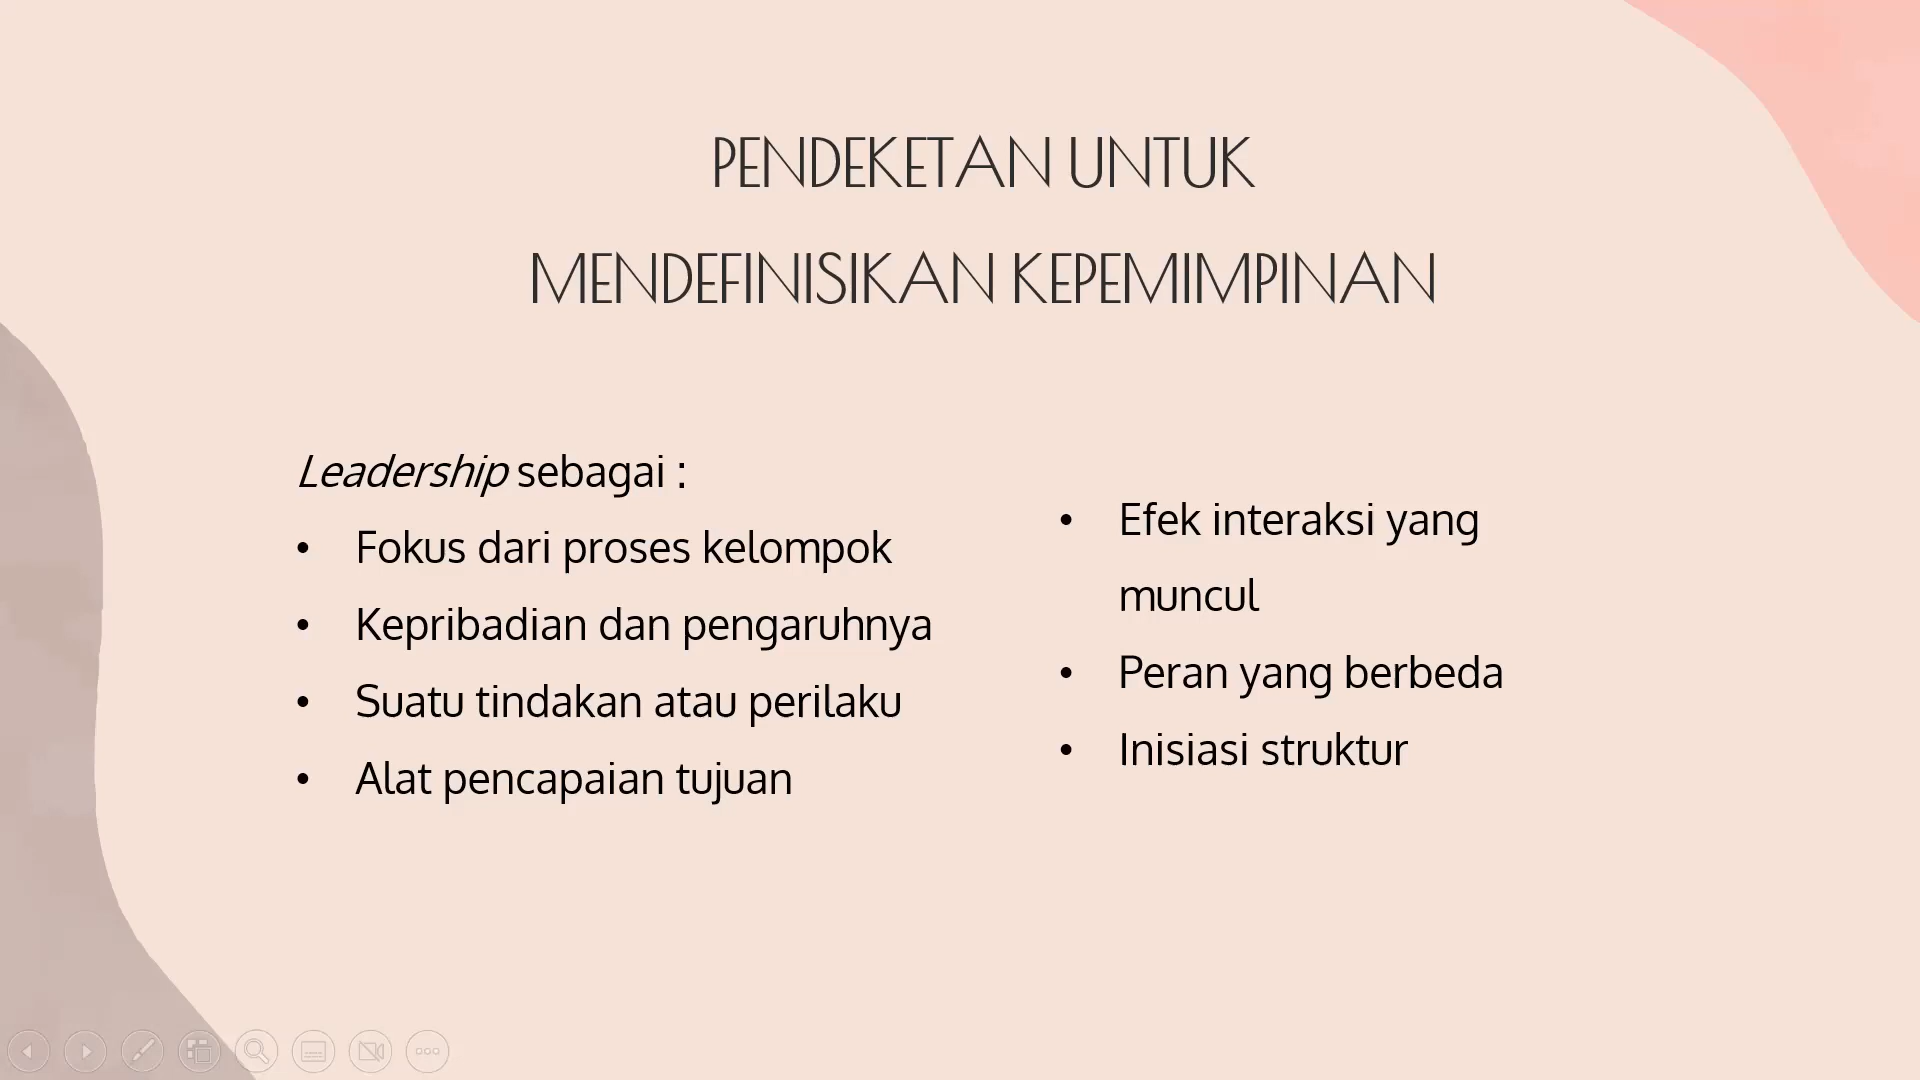 PENDEKETAN UNTUK
MENDEFINISIKAN KEPEMIMPINAN
Leadership sebagai :
• Fokus dari proses kelompok
• Kepribadian dan pengaruhnya
• Suatu tindakan atau perilaku
• Alat pencapaian tujuan
• Efek interaksi yang
muncul
• Peran yang berbeda
• Inisiasi struktur